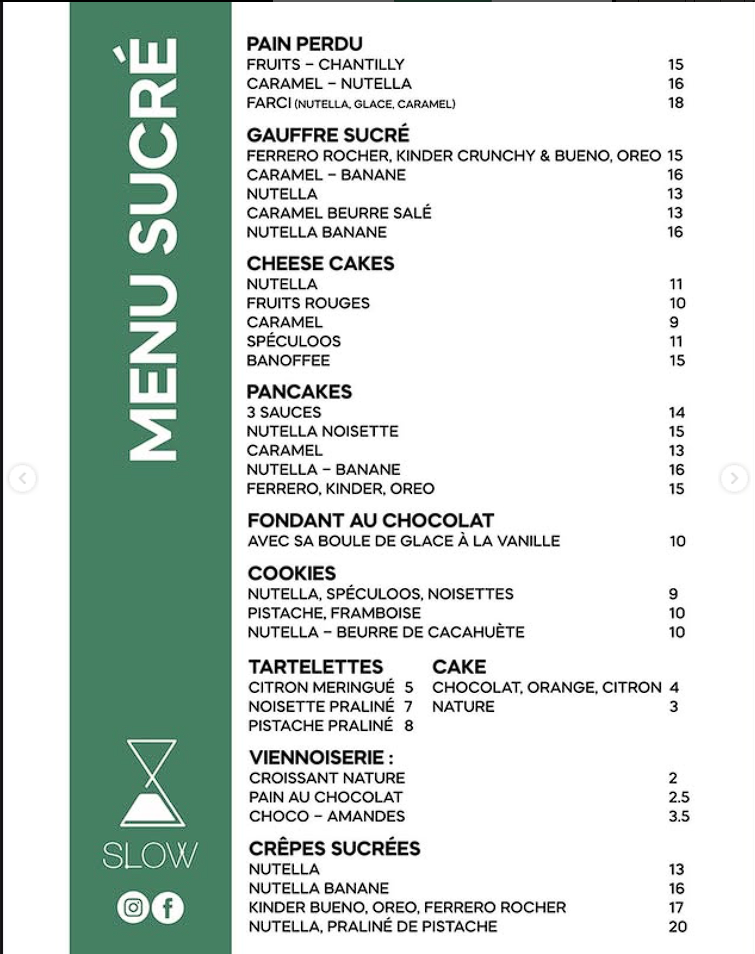 MENU SUCRÉ
PAIN PERDU
FRUITS – CHANTILLY 15
CARAMEL – NUTELLA 16
FARCI (NUTELLA, GLACE, CARAMEL) 18
GAUFFRE SUCRÉ
FERRERO ROCHER, KINDER CRUNCHY & BUENO, OREO 15
CARAMEL – BANANE 16
NUTELLA 13
CARAMEL BEURRE SALÉ 13
NUTELLA BANANE 16
CHEESE CAKES
NUTELLA 11
FRUITS ROUGES 10
CARAMEL 9
SPÉCULOOS 11
BANOFFEE 15
PANCAKES
3 SAUCES 14
NUTELLA NOISETTE 15
CARAMEL 13
NUTELLA – BANANE 16
FERRERO, KINDER, OREO 15
FONDANT AU CHOCOLAT
AVEC SA BOULE DE GLACE À LA VANILLE 10
COOKIES
NUTELLA, SPÉCULOOS, NOISETTES 9
PISTACHE, FRAMBOISE 10
NUTELLA – BEURRE DE CACAHUÈTE 10
TARTELETTES
CITRON MERINGUÉ 5
NOISETTE PRALINÉ 7
PISTACHE PRALINÉ 8
CAKE
CHOCOLAT, ORANGE, CITRON 4
NATURE 3
VIENNOISERIE :
CROISSANT NATURE 2
PAIN AU CHOCOLAT 2.5
CHOCO – AMANDES 3.5
CRÊPES SUCRÉES
NUTELLA 13
NUTELLA BANANE 16
KINDER BUENO, OREO, FERRERO ROCHER 17
NUTELLA, PRALINÉ DE PISTACHE 20
SLOW